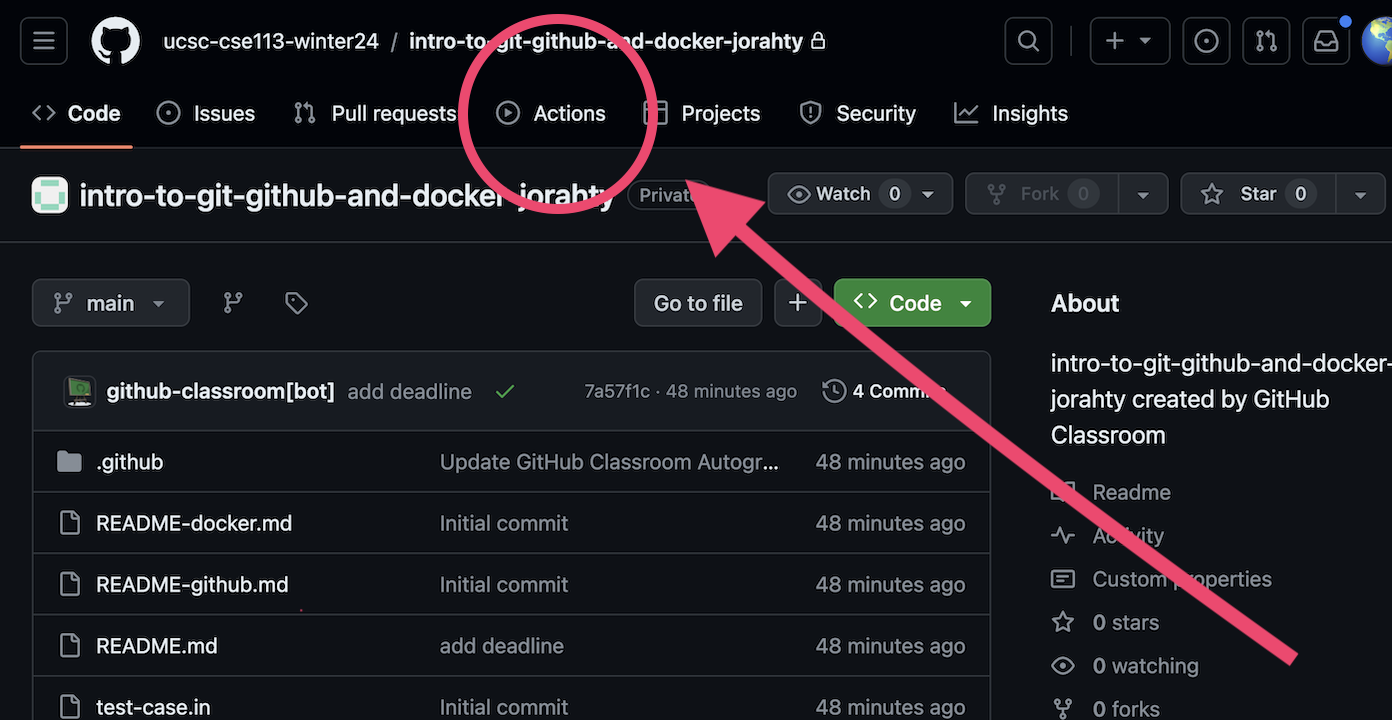 ucsc-cse113-winter24 / intro-to-git-github-and-docker-jorahty
Code Issues Pull requests Actions Projects Security Insights
intro-to-git-github-and-docker-jorahty Private Watch 0 Fork 0 Star 0
main Go to file Code
About
intro-to-git-github-and-docker-
jorahty created by GitHub
Classroom
github-classroom[bot] add deadline 7a57f1c · 48 minutes ago 4 Commits
.github Update GitHub Classroom Autogr... 48 minutes ago
README-docker.md Initial commit 48 minutes ago
README-github.md Initial commit 48 minutes ago
README.md add deadline 48 minutes ago
test-case.in Initial commit 48 minutes ago
Readme
Activity
Custom properties
0 stars
0 watching
0 forks